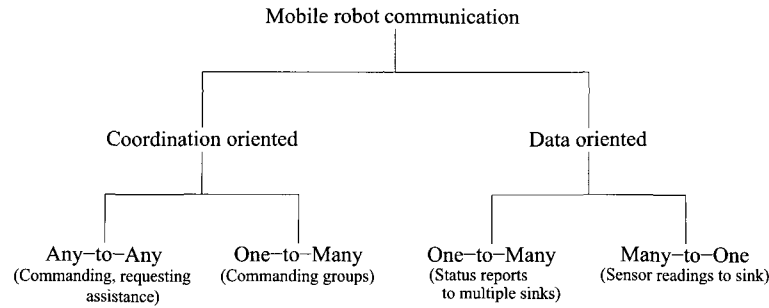 Mobile robot communication
Coordination oriented
Data oriented
Any-to-Any
(Commanding, requesting
assistance)
One-to-Many
(Commanding groups)
One-to-Many
(Status reports
to multiple sinks)
Many-to-One
(Sensor readings to sink)